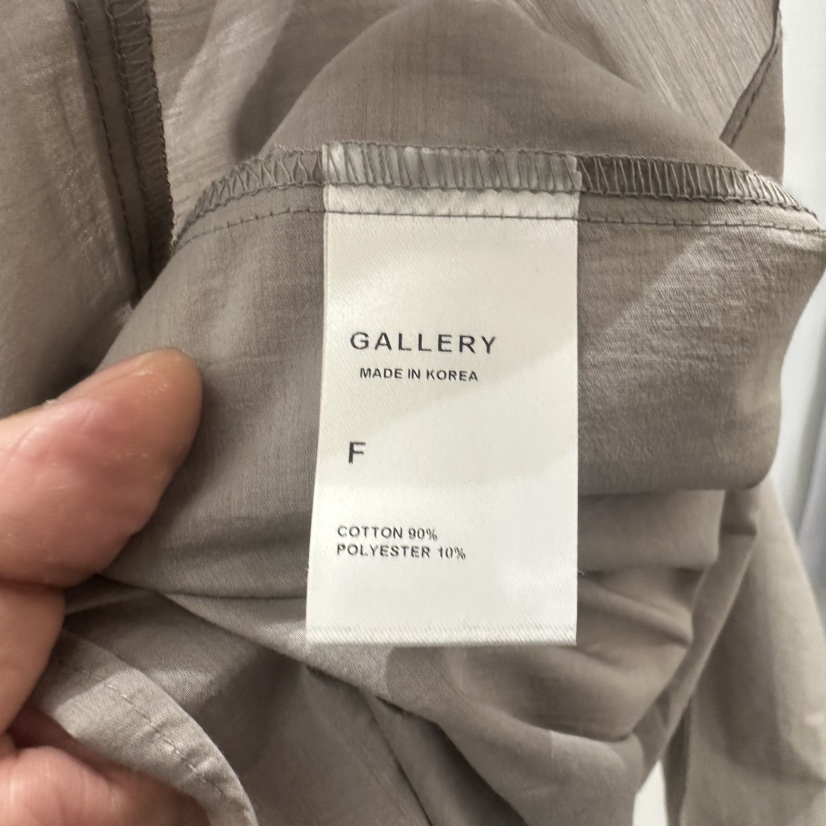 GALLERY
MADE IN KOREA
F
COTTON 90%
POLYESTER 10%